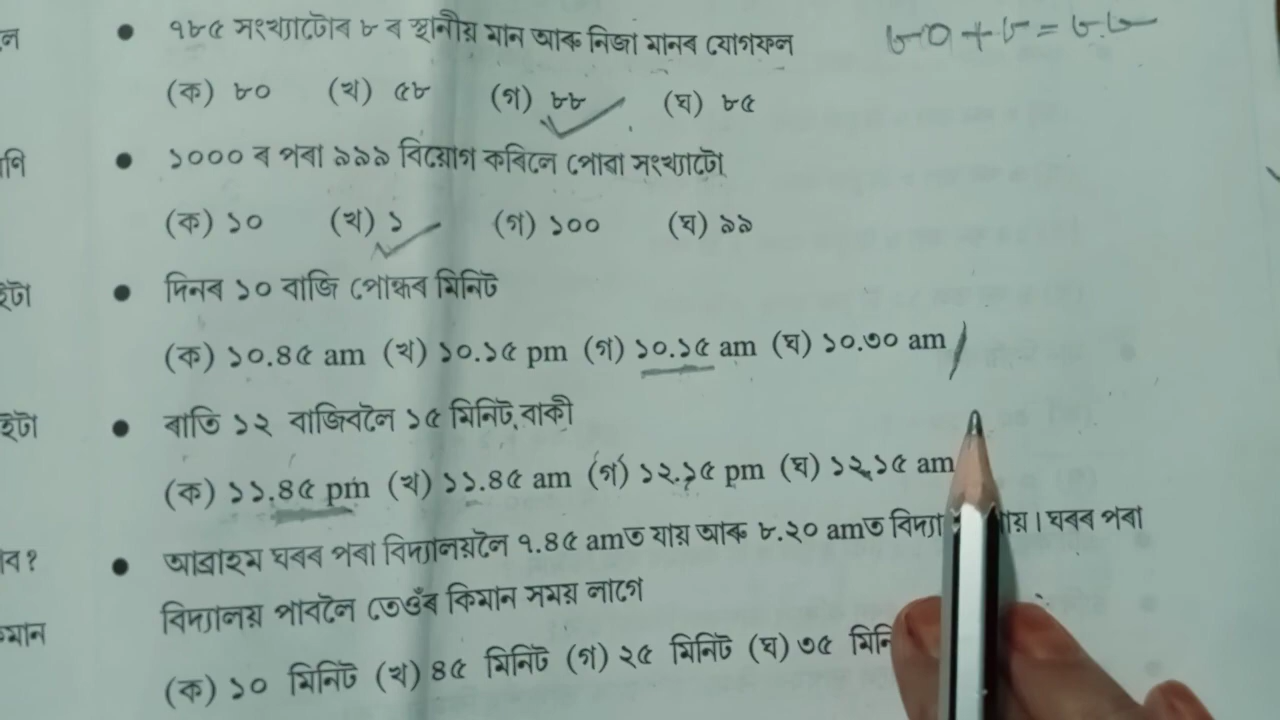 ৭৮৫ সংখ্যাটোৰ ৮ ৰ স্থানীয় মান আৰু নিজা মানৰ যোগফল
৮০+৮=৮৮
(ক) ৮০ (খ) ৫৮ (গ) ৮৮ (ঘ) ৮৫
১০০০ ৰ পৰা ৯৯৯ বিয়োগ কৰিলে পোৱা সংখ্যাটো
(ক) ১০ (খ) ১ (গ) ১০০ (ঘ) ৯৯
দিনৰ ১০ বাজি পোন্ধৰ মিনিট
(ক) ১০.৪৫ am (খ) ১০.১৫ pm (গ) ১০.১৫ am (ঘ) ১০.৩০ am
ৰাতি ১২ বাজিবলৈ ১৫ মিনিট বাকী
(ক) ১১.৪৫ pm (খ) ১১.৪৫ am (গ) ১২.১৫ pm (ঘ) ১২.১৫ am
আব্ৰাহম ঘৰৰ পৰা বিদ্যালয়লৈ ৭.৪৫ amত যায় আৰু ৮.২০ amত । ঘৰৰ পৰা
বিদ্যালয় পাবলৈ তেওঁৰ কিমান সময় লাগে
(ক) ১০ মিনিট (খ) ৪৫ মিনিট (গ) ২৫ মিনিট (ঘ) ৩৫